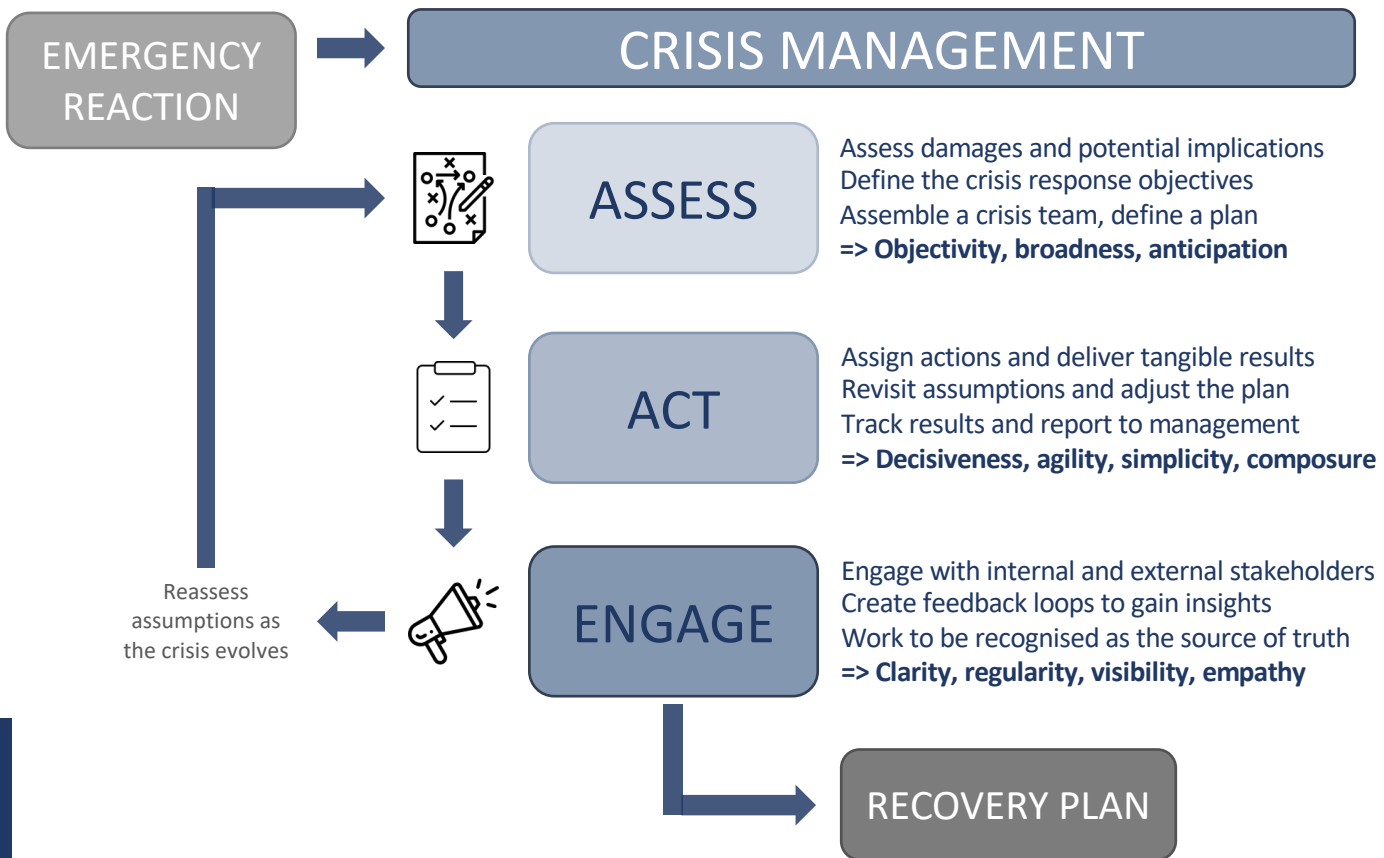 EMERGENCY
REACTION
CRISIS MANAGEMENT
ASSESS
Assess damages and potential implications
Define the crisis response objectives
Assemble a crisis team, define a plan
=> Objectivity, broadness, anticipation
ACT
Assign actions and deliver tangible results
Revisit assumptions and adjust the plan
Track results and report to management
=> Decisiveness, agility, simplicity, composure
Reassess
assumptions as
the crisis evolves
ENGAGE
Engage with internal and external stakeholders
Create feedback loops to gain insights
Work to be recognised as the source of truth
=> Clarity, regularity, visibility, empathy
RECOVERY PLAN